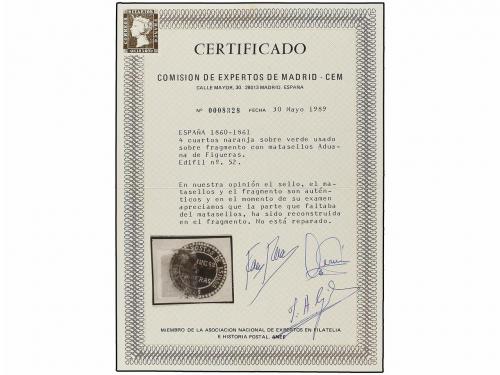 CERTIFICADO
COMISION DE EXPERTOS DE MADRID - CEM
CALLE MAYOR, 30. 28013 MADRID. ESPAÑA
Nº 0008828 FECHA 30 Mayo 1989
ESPAÑA 1860-1861
4 cuartos naranja sobre verde usado
sobre fragmento con matasellos Adua-
na de Figueras.
Edifil nº. 52.
En nuestra opinión el sello, el ma-
tasellos y el fragmento son autén-
ticos y en el momento de su examen
apreciamos que la parte que faltaba
del matasellos, ha sido reconstruida
en el fragmento. No está reparado.
MIEMBRO DE LA ASOCIACION NACIONAL DE EXPERTOS EN FILATELIA
E HISTORIA POSTAL. ANEF